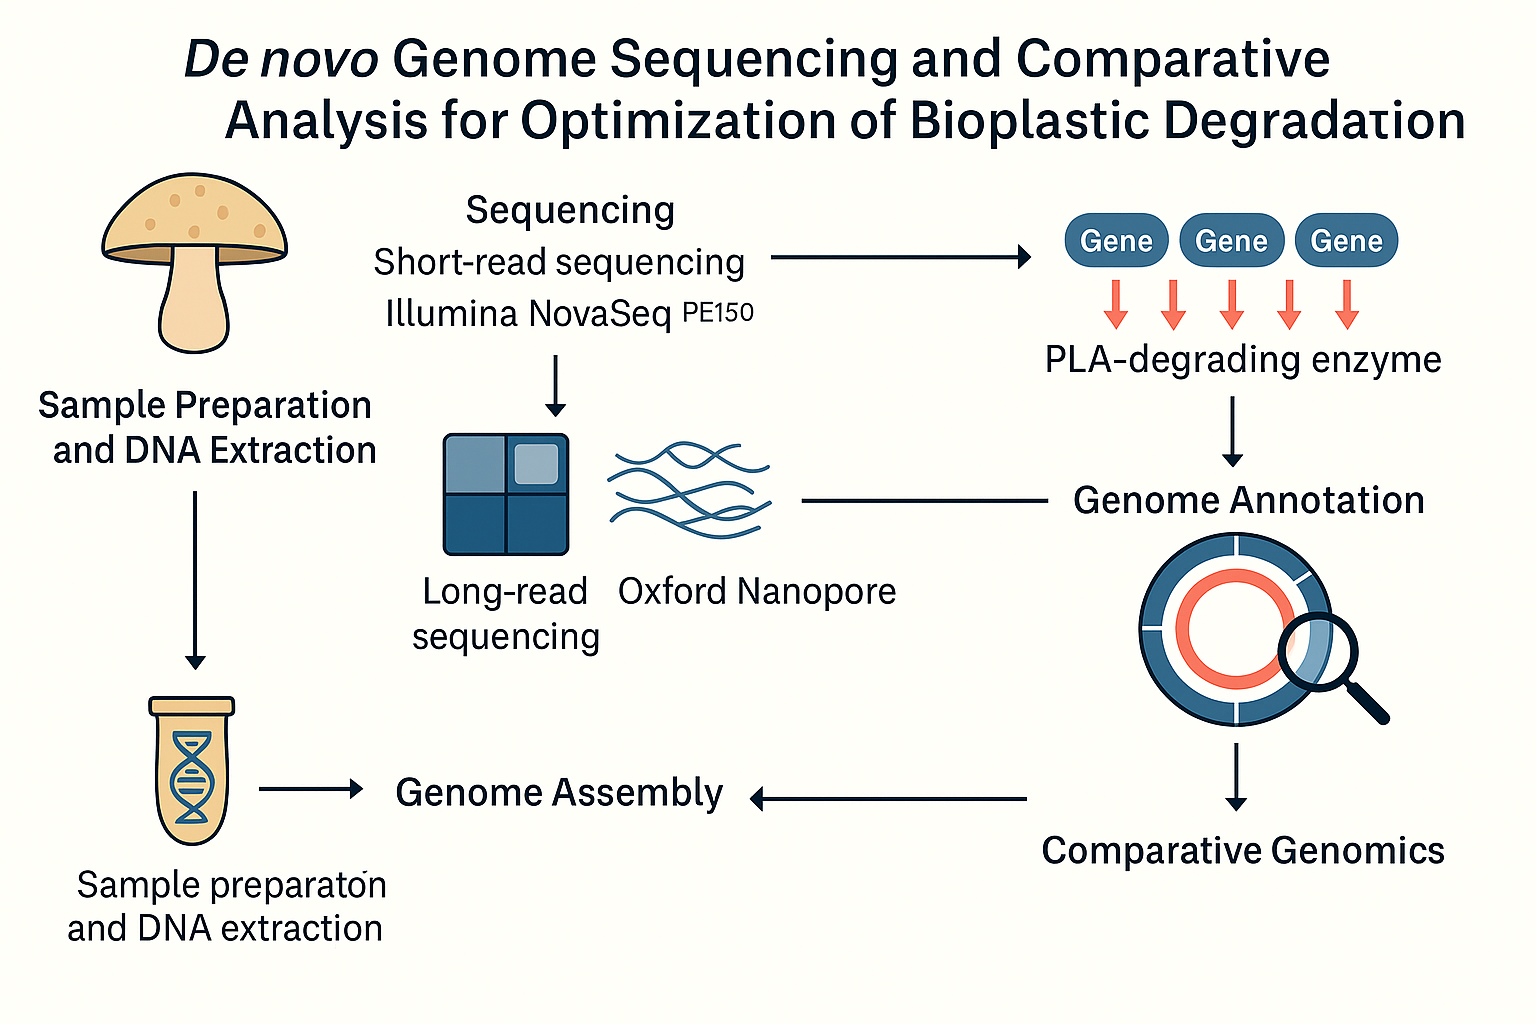 De novo Genome Sequencing and Comparative
Analysis for Optimization of Bioplastic Degradation
Sample Preparation
and DNA Extraction
Sample preparatón
and DNA extraction
Sequencing
Short-read sequencing
Illumina NovaSeq PE150
Long-read
sequencing
Oxford Nanopore
Genome Assembly
Gene Gene Gene
PLA-degrading enzyme
Genome Annotation
Comparative Genomics